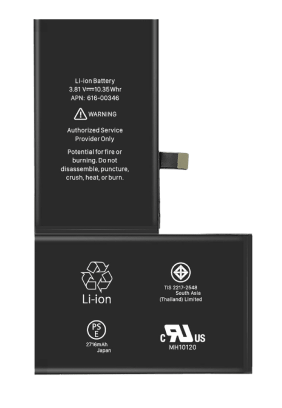 Li-ion Battery
3.81 V⎓10.35 Whr
APN: 616-00346
WARNING
Authorized Service
Provider Only
Potential for fire or
burning. Do not
disassemble, puncture,
crush, heat, or burn.
Li-ion
TIS 2217-2548
South Asia
(Thailand) Limited
PS
E
2716mAh
Japan
c RU US
MH10120